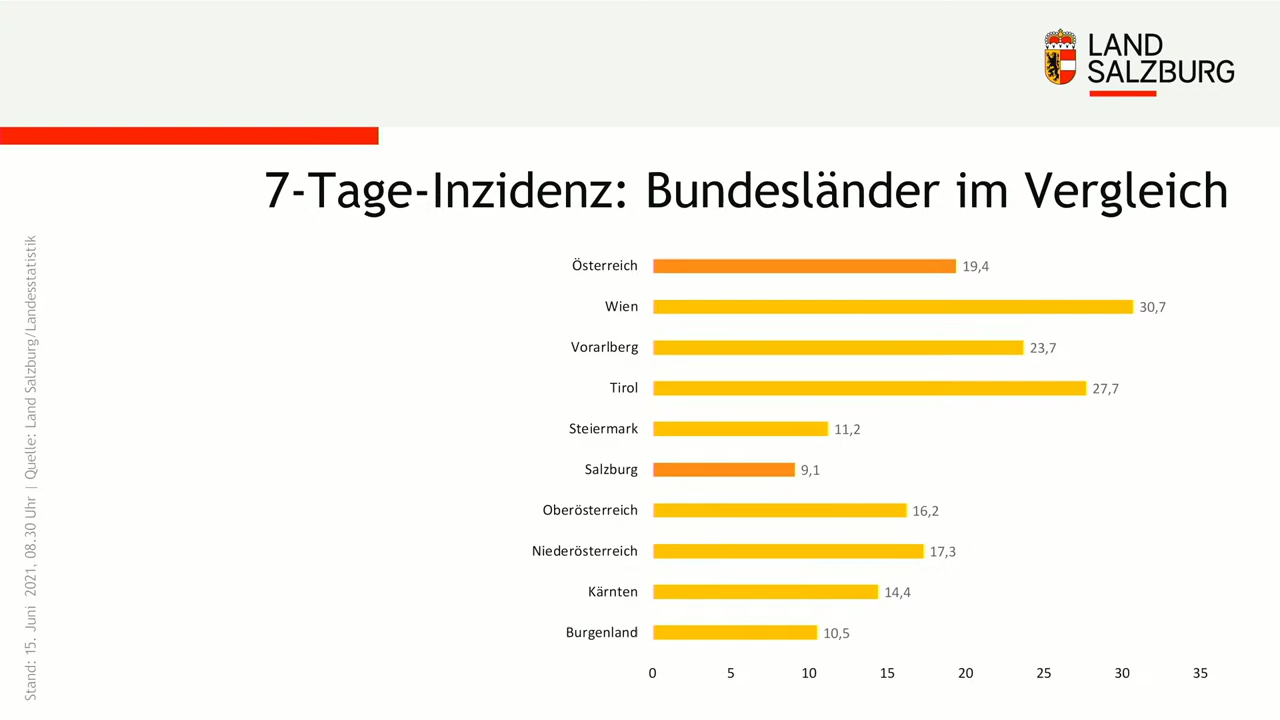 LAND
SALZBURG
7-Tage-Inzidenz: Bundesländer im Vergleich
Österreich 19,4
Wien 30,7
Vorarlberg 23,7
Tirol 27,7
Steiermark 11,2
Salzburg 9,1
Oberösterreich 16,2
Niederösterreich 17,3
Kärnten 14,4
Burgenland 10,5
0 5 10 15 20 25 30 35
Stand: 15. Juni 2021, 08.30 Uhr | Quelle: Land Salzburg/Landesstatistik